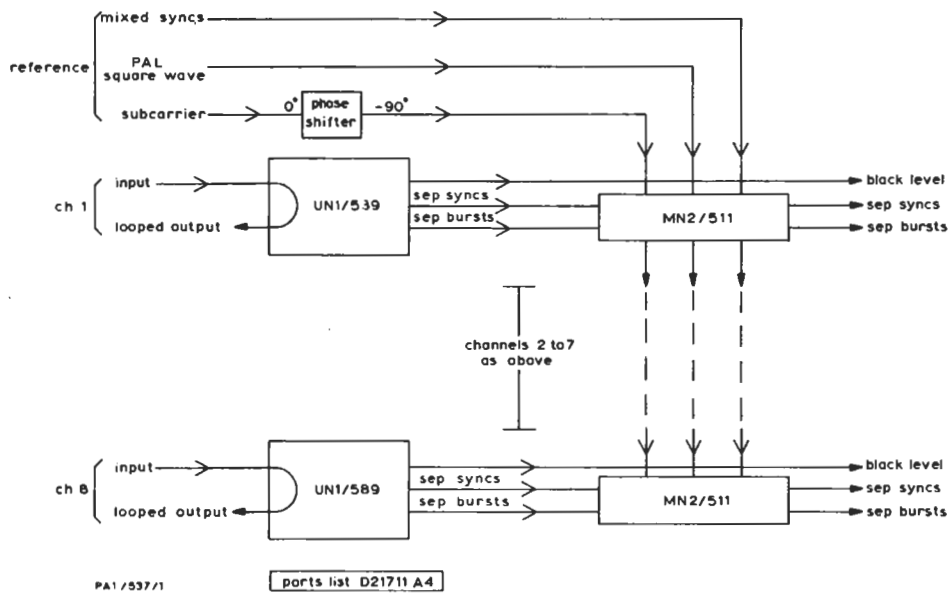 mixed syncs
reference
PAL
square wave
subcarrier
0°
phase
shifter
-90°
ch 1
input
looped output
UN1/539
sep syncs
sep bursts
MN2/511
black level
sep syncs
sep bursts
channels 2 to 7
as above
ch 8
input
looped output
UN1/589
sep syncs
sep bursts
MN2/511
black level
sep syncs
sep bursts
PA1/537/1
parts list D21711 A4